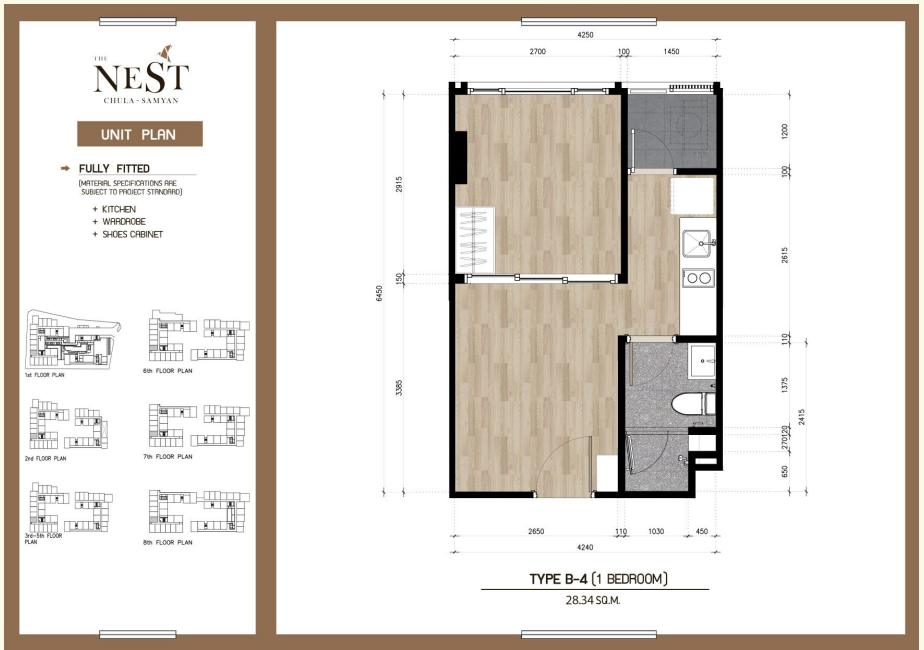 THE
NEST
CHULA - SAMYAN
UNIT PLAN
FULLY FITTED
(MATERIAL SPECIFICATIONS ARE
SUBJECT TO PROJECT STANDARD)
+ KITCHEN
+ WARDROBE
+ SHOES CABINET
1st FLOOR PLAN
6th FLOOR PLAN
2nd FLOOR PLAN
7th FLOOR PLAN
3rd-5th FLOOR
PLAN
8th FLOOR PLAN
4250
2700 100 1450
6450
2915
150
3385
1200
100
2615
110
1375
120
270
650
2415
2650 110 1030 450
4240
TYPE B-4 (1 BEDROOM)
28.34 SQ.M.